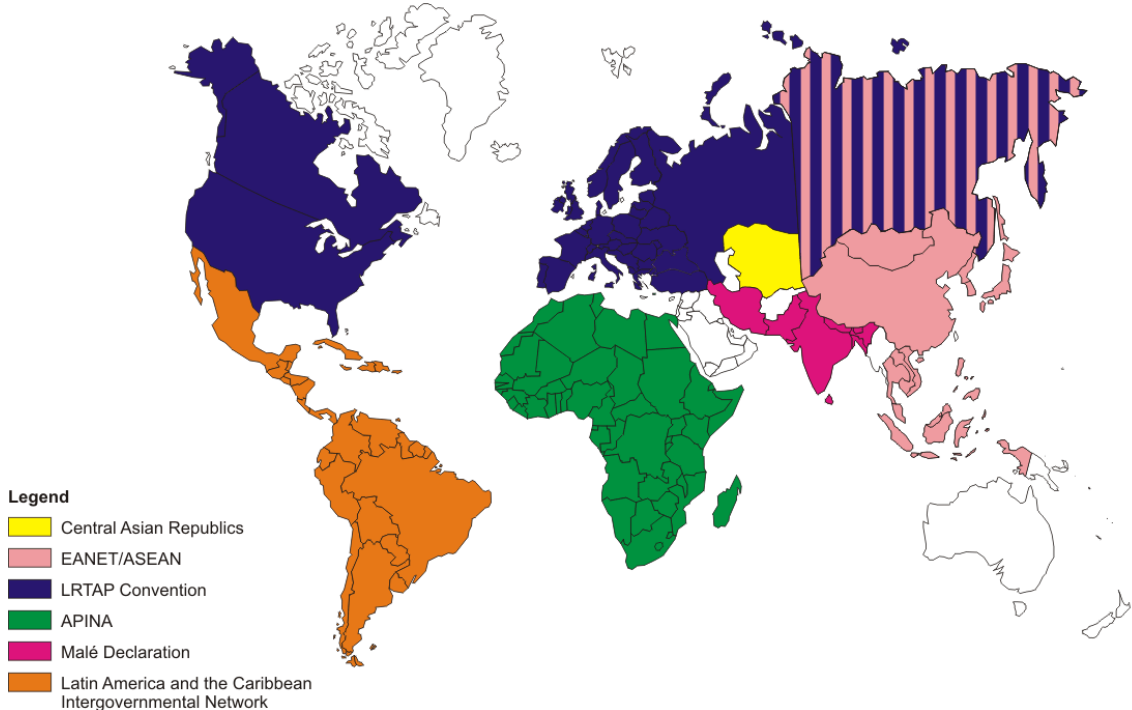 Legend
Central Asian Republics
EANET/ASEAN
LRTAP Convention
APINA
Malé Declaration
Latin America and the Caribbean
Intergovernmental Network